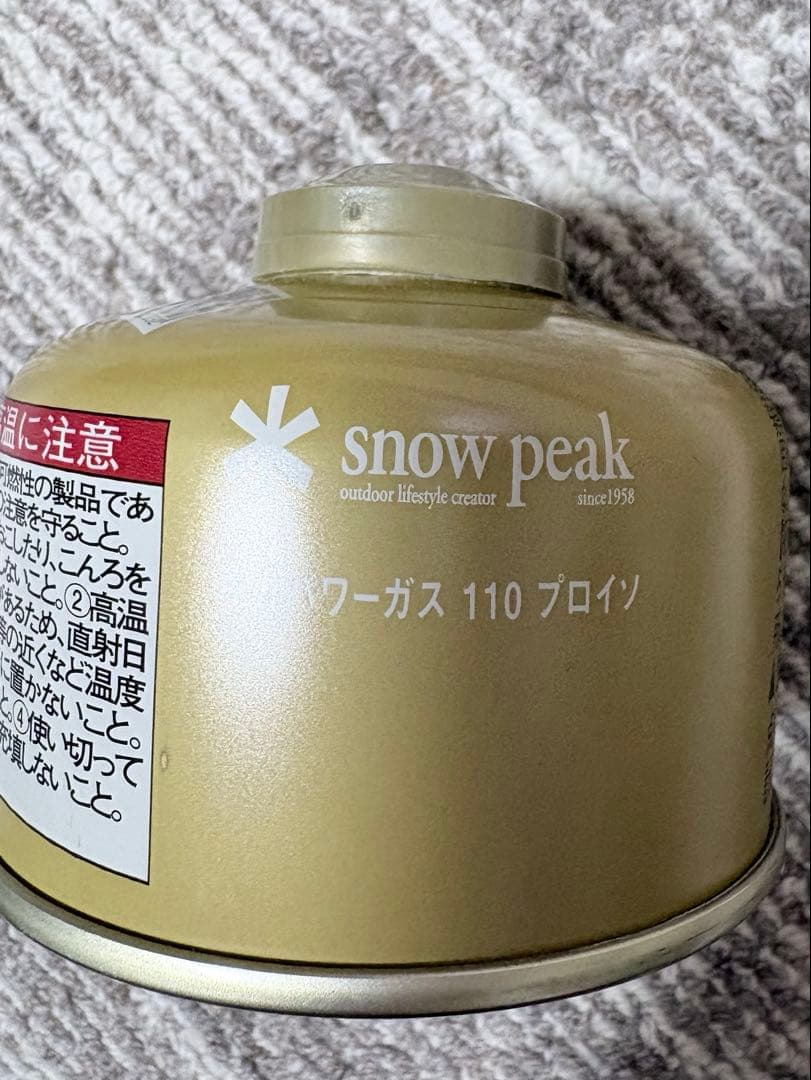 温に注意
可燃性の製品であ
注意を守ること。
こしたり、こんろを
しないこと。②高温
があるため、直射日
等の近くなど温度
に置かないこと。
と。④使い切って
充填しないこと。
snow peak
outdoor lifestyle creator since1958
パワーガス 110 プロイソ